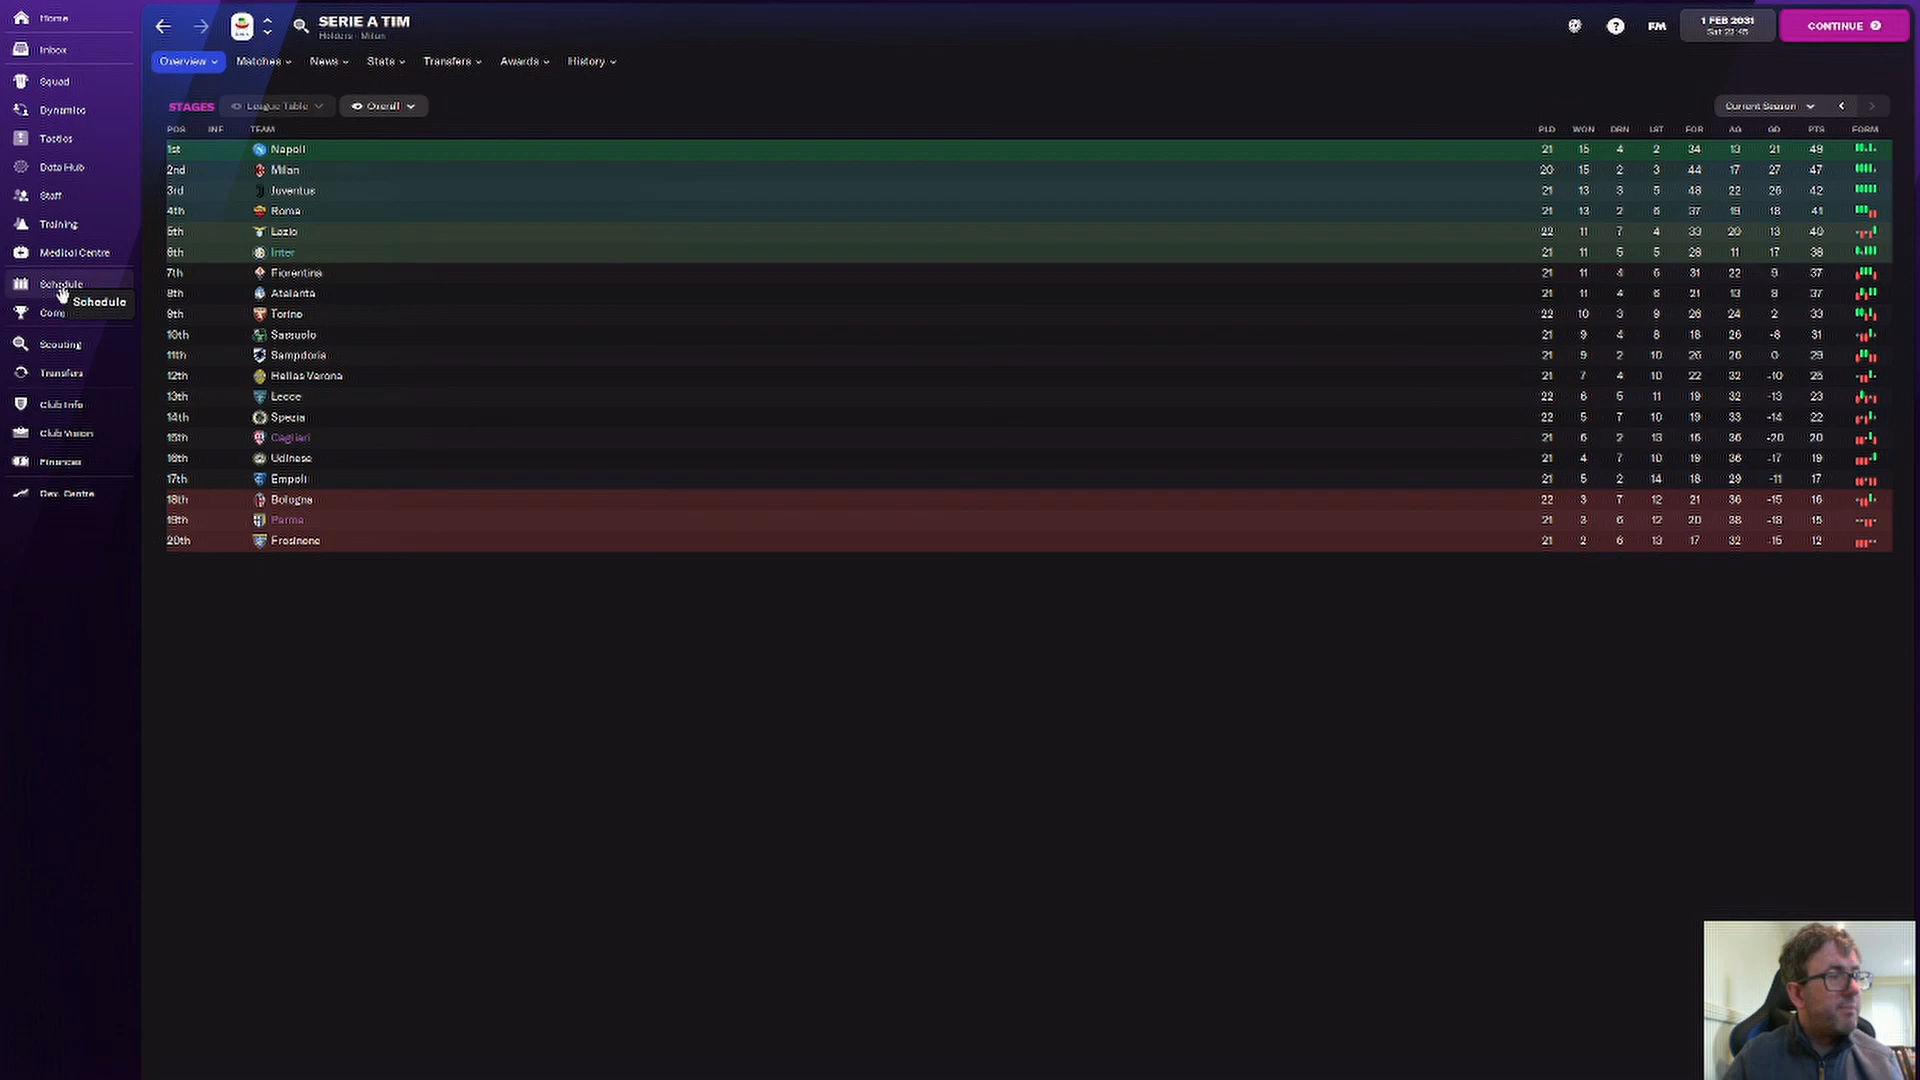 Home
Inbox
Squad
Dynamics
Tactics
Data Hub
Staff
Training
Medical Centre
Schedule
Schedule
Comp
Scouting
Transfers
Club Info
Club Vision
Finances
Dev. Centre
SERIE A TIM
Holders - Milan
FM
1 FEB 2031
Sat 22:45
CONTINUE
Overview Matches News Stats Transfers Awards History
STAGES League Table Overall Current Season
POS INF TEAM PLD WON DRN LST FOR AG GD PTS FORM
1st Napoli 21 15 4 2 34 13 21 49
2nd Milan 20 15 2 3 44 17 27 47
3rd Juventus 21 13 3 5 48 22 26 42
4th Roma 21 13 2 6 37 19 18 41
5th Lazio 22 11 7 4 33 20 13 40
6th Inter 21 11 5 5 28 11 17 38
7th Fiorentina 21 11 4 6 31 22 9 37
8th Atalanta 21 11 4 6 21 13 8 37
9th Torino 22 10 3 9 26 24 2 33
10th Sassuolo 21 9 4 8 18 26 -8 31
11th Sampdoria 21 9 2 10 26 26 0 29
12th Hellas Verona 21 7 4 10 22 32 -10 25
13th Lecce 22 6 5 11 19 32 -13 23
14th Spezia 22 5 7 10 19 33 -14 22
15th Cagliari 21 6 2 13 16 36 -20 20
16th Udinese 21 4 7 10 19 36 -17 19
17th Empoli 21 5 2 14 18 29 -11 17
18th Bologna 22 3 7 12 21 36 -15 16
19th Parma 21 3 6 12 20 38 -18 15
20th Frosinone 21 2 6 13 17 32 -15 12